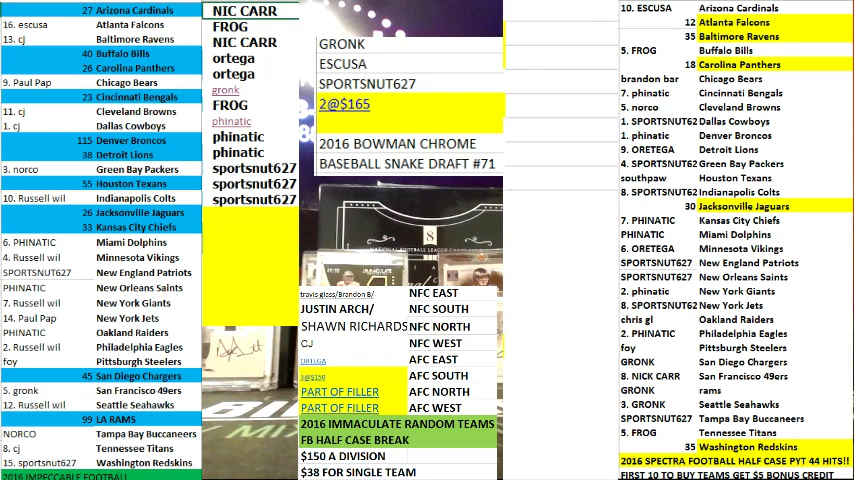 27 Arizona Cardinals
16. escusa Atlanta Falcons
13. cj Baltimore Ravens
40 Buffalo Bills
26 Carolina Panthers
9. Paul Pap Chicago Bears
23 Cincinnati Bengals
11. cj Cleveland Browns
1. cj Dallas Cowboys
115 Denver Broncos
38 Detroit Lions
3. norco Green Bay Packers
55 Houston Texans
10. Russell wil Indianapolis Colts
26 Jacksonville Jaguars
33 Kansas City Chiefs
6. PHINATIC Miami Dolphins
4. Russell wil Minnesota Vikings
SPORTSNUT627 New England Patriots
PHINATIC New Orleans Saints
7. Russell wil New York Giants
14. Paul Pap New York Jets
PHINATIC Oakland Raiders
2. Russell wil Philadelphia Eagles
foy Pittsburgh Steelers
45 San Diego Chargers
5. gronk San Francisco 49ers
12. Russell wil Seattle Seahawks
99 LA RAMS
NORCO Tampa Bay Buccaneers
8. cj Tennessee Titans
15. sportsnut627 Washington Redskins
2016 IMPECCABLE FOOTBALL
NIC CARR
FROG
NIC CARR
ortega
ortega
gronk
FROG
phinatic
phinatic
phinatic
sportsnut627
sportsnut627
sportsnut627
GRONK
ESCUSA
SPORTSNUT627
2@$165
2016 BOWMAN CHROME
BASEBALL SNAKE DRAFT #71
8
NATIONAL FOOTBALL LEAGUE
travis glass/Brandon B/ NFC EAST
JUSTIN ARCH/ NFC SOUTH
SHAWN RICHARDS NFC NORTH
CJ NFC WEST
ORTEGA AFC EAST
3@$150 AFC SOUTH
PART OF FILLER AFC NORTH
PART OF FILLER AFC WEST
2016 IMMACULATE RANDOM TEAMS
FB HALF CASE BREAK
$150 A DIVISION
$38 FOR SINGLE TEAM
10. ESCUSA Arizona Cardinals
12 Atlanta Falcons
35 Baltimore Ravens
5. FROG Buffalo Bills
18 Carolina Panthers
brandon bar Chicago Bears
7. phinatic Cincinnati Bengals
5. norco Cleveland Browns
1. SPORTSNUT62 Dallas Cowboys
1. phinatic Denver Broncos
9. ORETGA Detroit Lions
4. SPORTSNUT62 Green Bay Packers
southpaw Houston Texans
8. SPORTSNUT62 Indianapolis Colts
30 Jacksonville Jaguars
7. PHINATIC Kansas City Chiefs
PHINATIC Miami Dolphins
6. ORETGA Minnesota Vikings
SPORTSNUT627 New England Patriots
SPORTSNUT627 New Orleans Saints
2. phinatic New York Giants
8. SPORTSNUT62 New York Jets
chris gl Oakland Raiders
2. PHINATIC Philadelphia Eagles
foy Pittsburgh Steelers
GRONK San Diego Chargers
8. NICK CARR San Francisco 49ers
GRONK rams
3. GRONK Seattle Seahawks
SPORTSNUT627 Tampa Bay Buccaneers
5. FROG Tennessee Titans
35 Washington Redskins
2016 SPECTRA FOOTBALL HALF CASE PYT 44 HITS!!
FIRST 10 TO BUY TEAMS GET $5 BONUS CREDIT